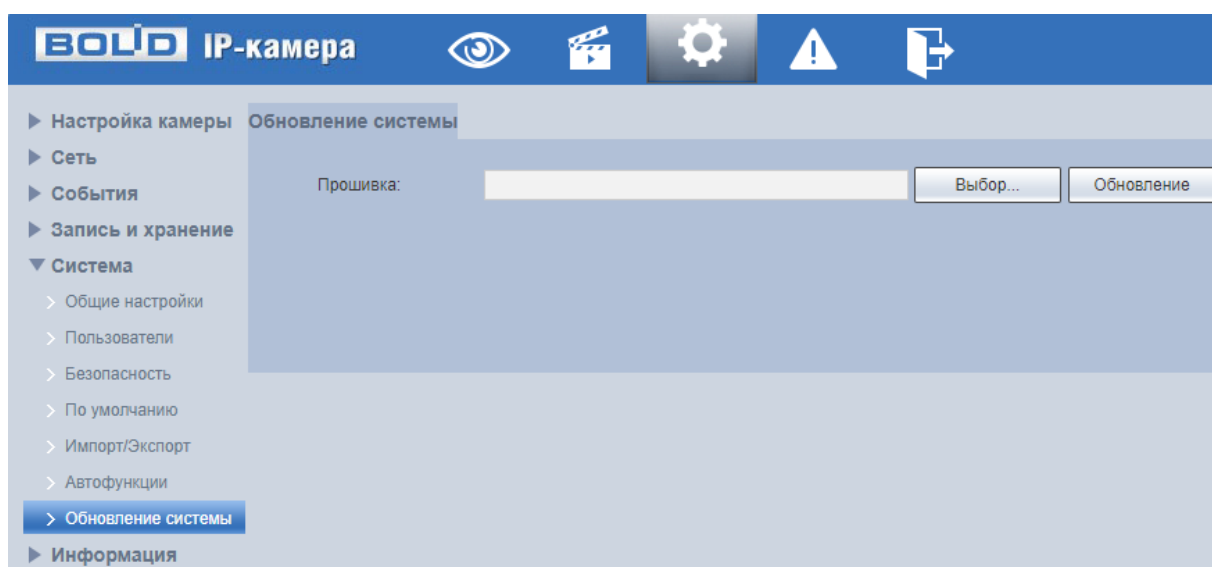 BOLID IP-камера
Настройка камеры
Сеть
События
Запись и хранение
Система
Общие настройки
Пользователи
Безопасность
По умолчанию
Импорт/Экспорт
Автофункции
Обновление системы
Информация
Обновление системы
Прошивка:
Выбор...
Обновление